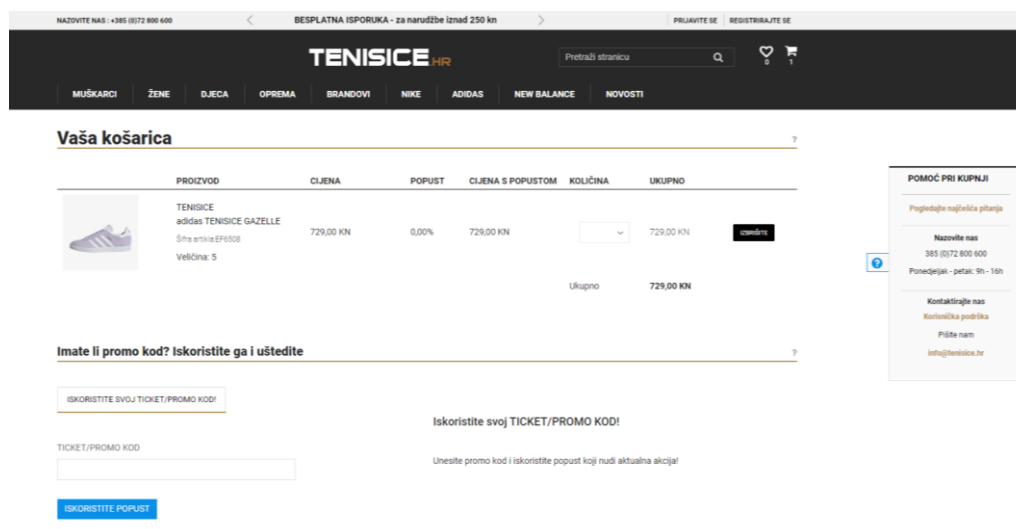 NAZOVITE NAS : +385 (0)72 800 600
BESPLATNA ISPORUKA - za narudžbe iznad 250 kn
PRIJAVITE SE
REGISTRIRAJTE SE
TENISICE.HR
Pretraži stranicu
0
1
MUŠKARCI
ŽENE
DJECA
OPREMA
BRANDOVI
NIKE
ADIDAS
NEW BALANCE
NOVOSTI
Vaša košarica
?
PROIZVOD
CIJENA
POPUST
CIJENA S POPUSTOM
KOLIČINA
UKUPNO
TENISICE
adidas TENISICE GAZELLE
Šifra artikla:EF6508
Veličina: 5
729,00 KN
0,00%
729,00 KN
729,00 KN
IZBRIŠITE
Ukupno
729,00 KN
Imate li promo kod? Iskoristite ga i uštedite
?
ISKORISTITE SVOJ TICKET/PROMO KOD!
TICKET/PROMO KOD
ISKORISTITE POPUST
Iskoristite svoj TICKET/PROMO KOD!
Unesite promo kod i iskoristite popust koji nudi aktualna akcija!
?
POMOĆ PRI KUPNJI
Pogledajte najčešća pitanja
Nazovite nas
385 (0)72 800 600
Ponedjeljak - petak: 9h - 16h
Kontaktirajte nas
Korisnička podrška
Pišite nam
info@tenisice.hr